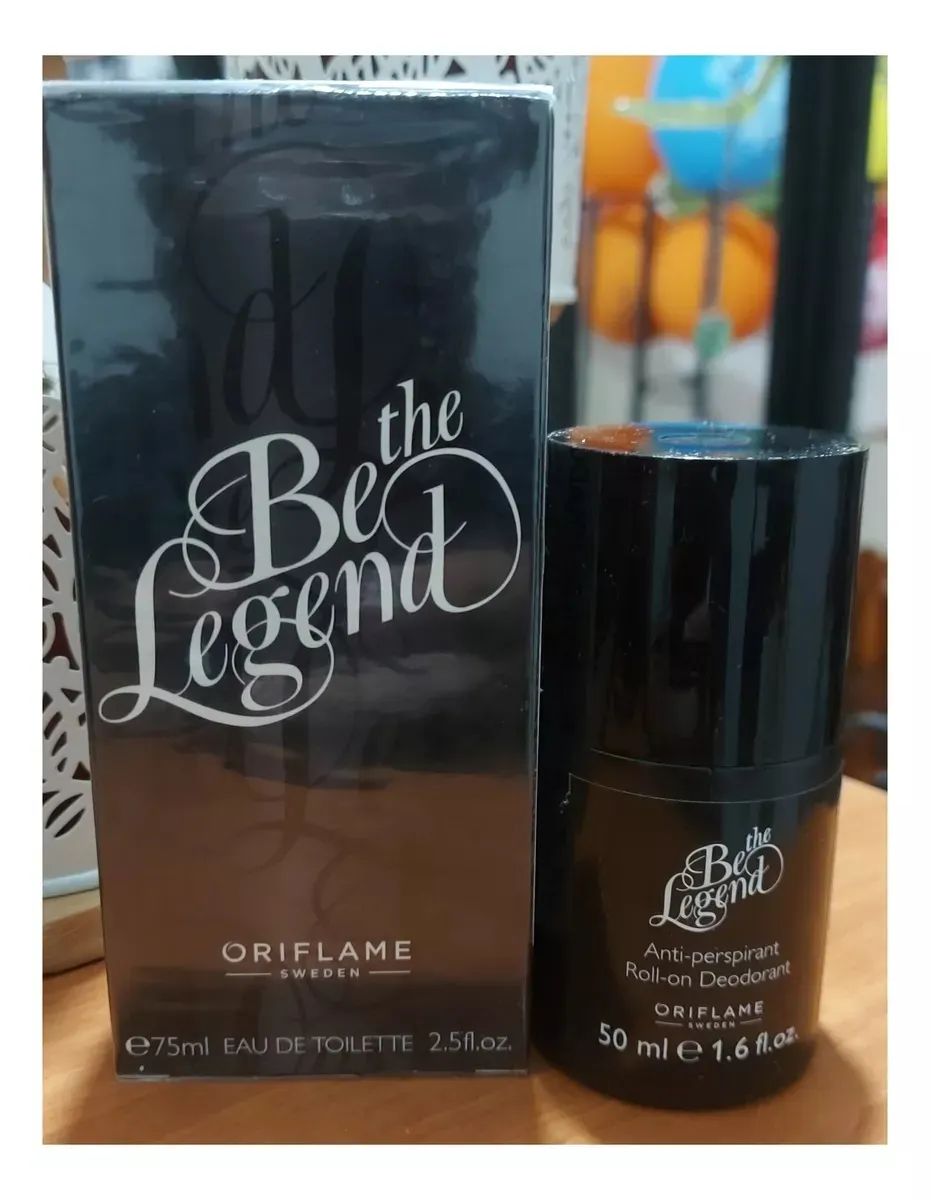 Be the
Legend
ORIFLAME
SWEDEN
℮75ml EAU DE TOILETTE 2.5fl.oz.
Be the
Legend
Anti-perspirant
Roll-on Deodorant
ORIFLAME
SWEDEN
50 ml ℮ 1.6 fl.oz.